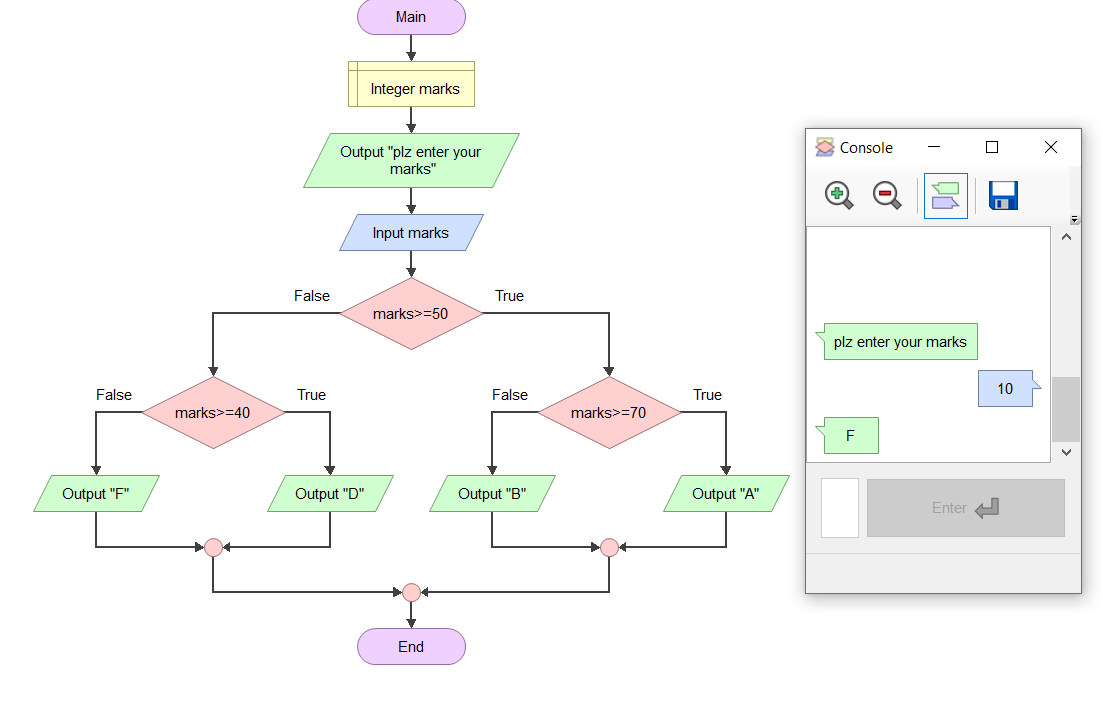 Main
Integer marks
Output "plz enter your
marks"
Input marks
False
True
marks>=50
False
True
marks>=40
False
True
marks>=70
Output "F"
Output "D"
Output "B"
Output "A"
End
Console
plz enter your marks
10
F
Enter